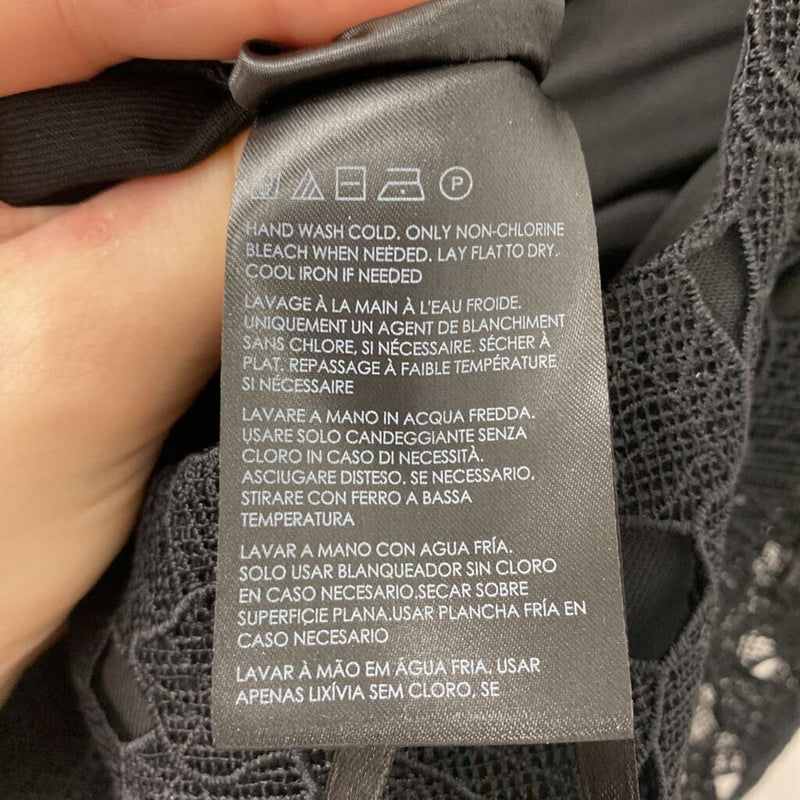 P
HAND WASH COLD. ONLY NON-CHLORINE
BLEACH WHEN NEEDED. LAY FLAT TO DRY.
COOL IRON IF NEEDED
LAVAGE À LA MAIN À L'EAU FROIDE.
UNIQUEMENT UN AGENT DE BLANCHIMENT
SANS CHLORE, SI NÉCESSAIRE. SÉCHER À
PLAT. REPASSAGE À FAIBLE TEMPÉRATURE
SI NÉCESSAIRE
LAVARE A MANO IN ACQUA FREDDA.
USARE SOLO CANDEGGIANTE SENZA
CLORO IN CASO DI NECESSITÀ.
ASCIUGARE DISTESO. SE NECESSARIO,
STIRARE CON FERRO A BASSA
TEMPERATURA
LAVAR A MANO CON AGUA FRÍA.
SOLO USAR BLANQUEADOR SIN CLORO
EN CASO NECESARIO.SECAR SOBRE
SUPERFICIE PLANA.USAR PLANCHA FRÍA EN
CASO NECESARIO
LAVAR À MÃO EM ÁGUA FRIA. USAR
APENAS LIXÍVIA SEM CLORO, SE